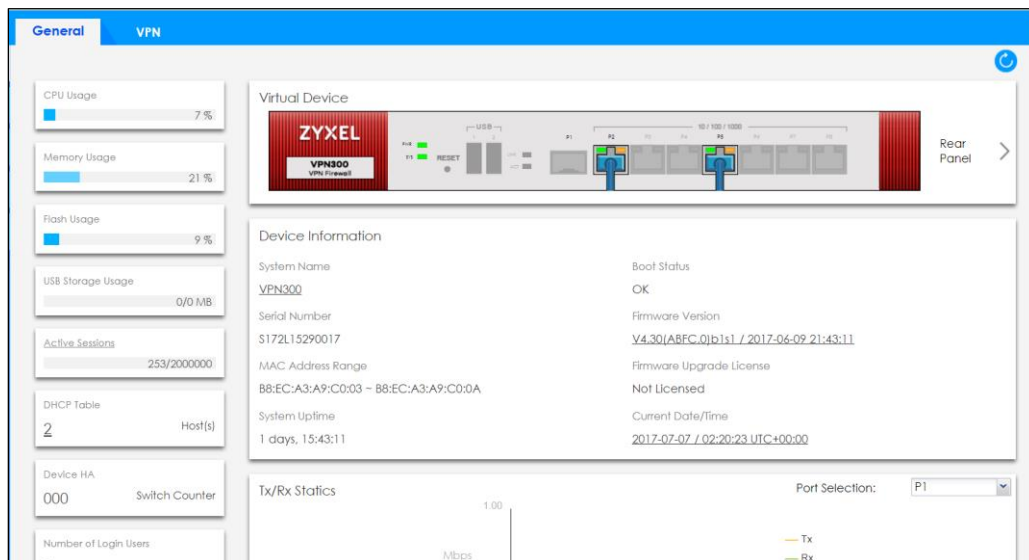 General VPN
CPU Usage
7 %
Memory Usage
21 %
Flash Usage
9 %
USB Storage Usage
0/0 MB
Active Sessions
253/2000000
DHCP Table
2 Host(s)
Device HA
000 Switch Counter
Number of Login Users
Virtual Device
ZYXEL
VPN300
VPN Firewall
PWR
SYS
RESET
USB
1 2
10 / 100 / 1000
P1 P2 P3 P4 P5 P6 P7 P8
Rear
Panel
Device Information
System Name
VPN300
Boot Status
OK
Serial Number
S172L15290017
Firmware Version
V4.30(ABFC.0)b1s1 / 2017-06-09 21:43:11
MAC Address Range
B8:EC:A3:A9:C0:03 ~ B8:EC:A3:A9:C0:0A
Firmware Upgrade License
Not Licensed
System Uptime
1 days, 15:43:11
Current Date/Time
2017-07-07 / 02:20:23 UTC+00:00
Tx/Rx Statics
Port Selection: P1
1.00
Mbps
Tx
Rx